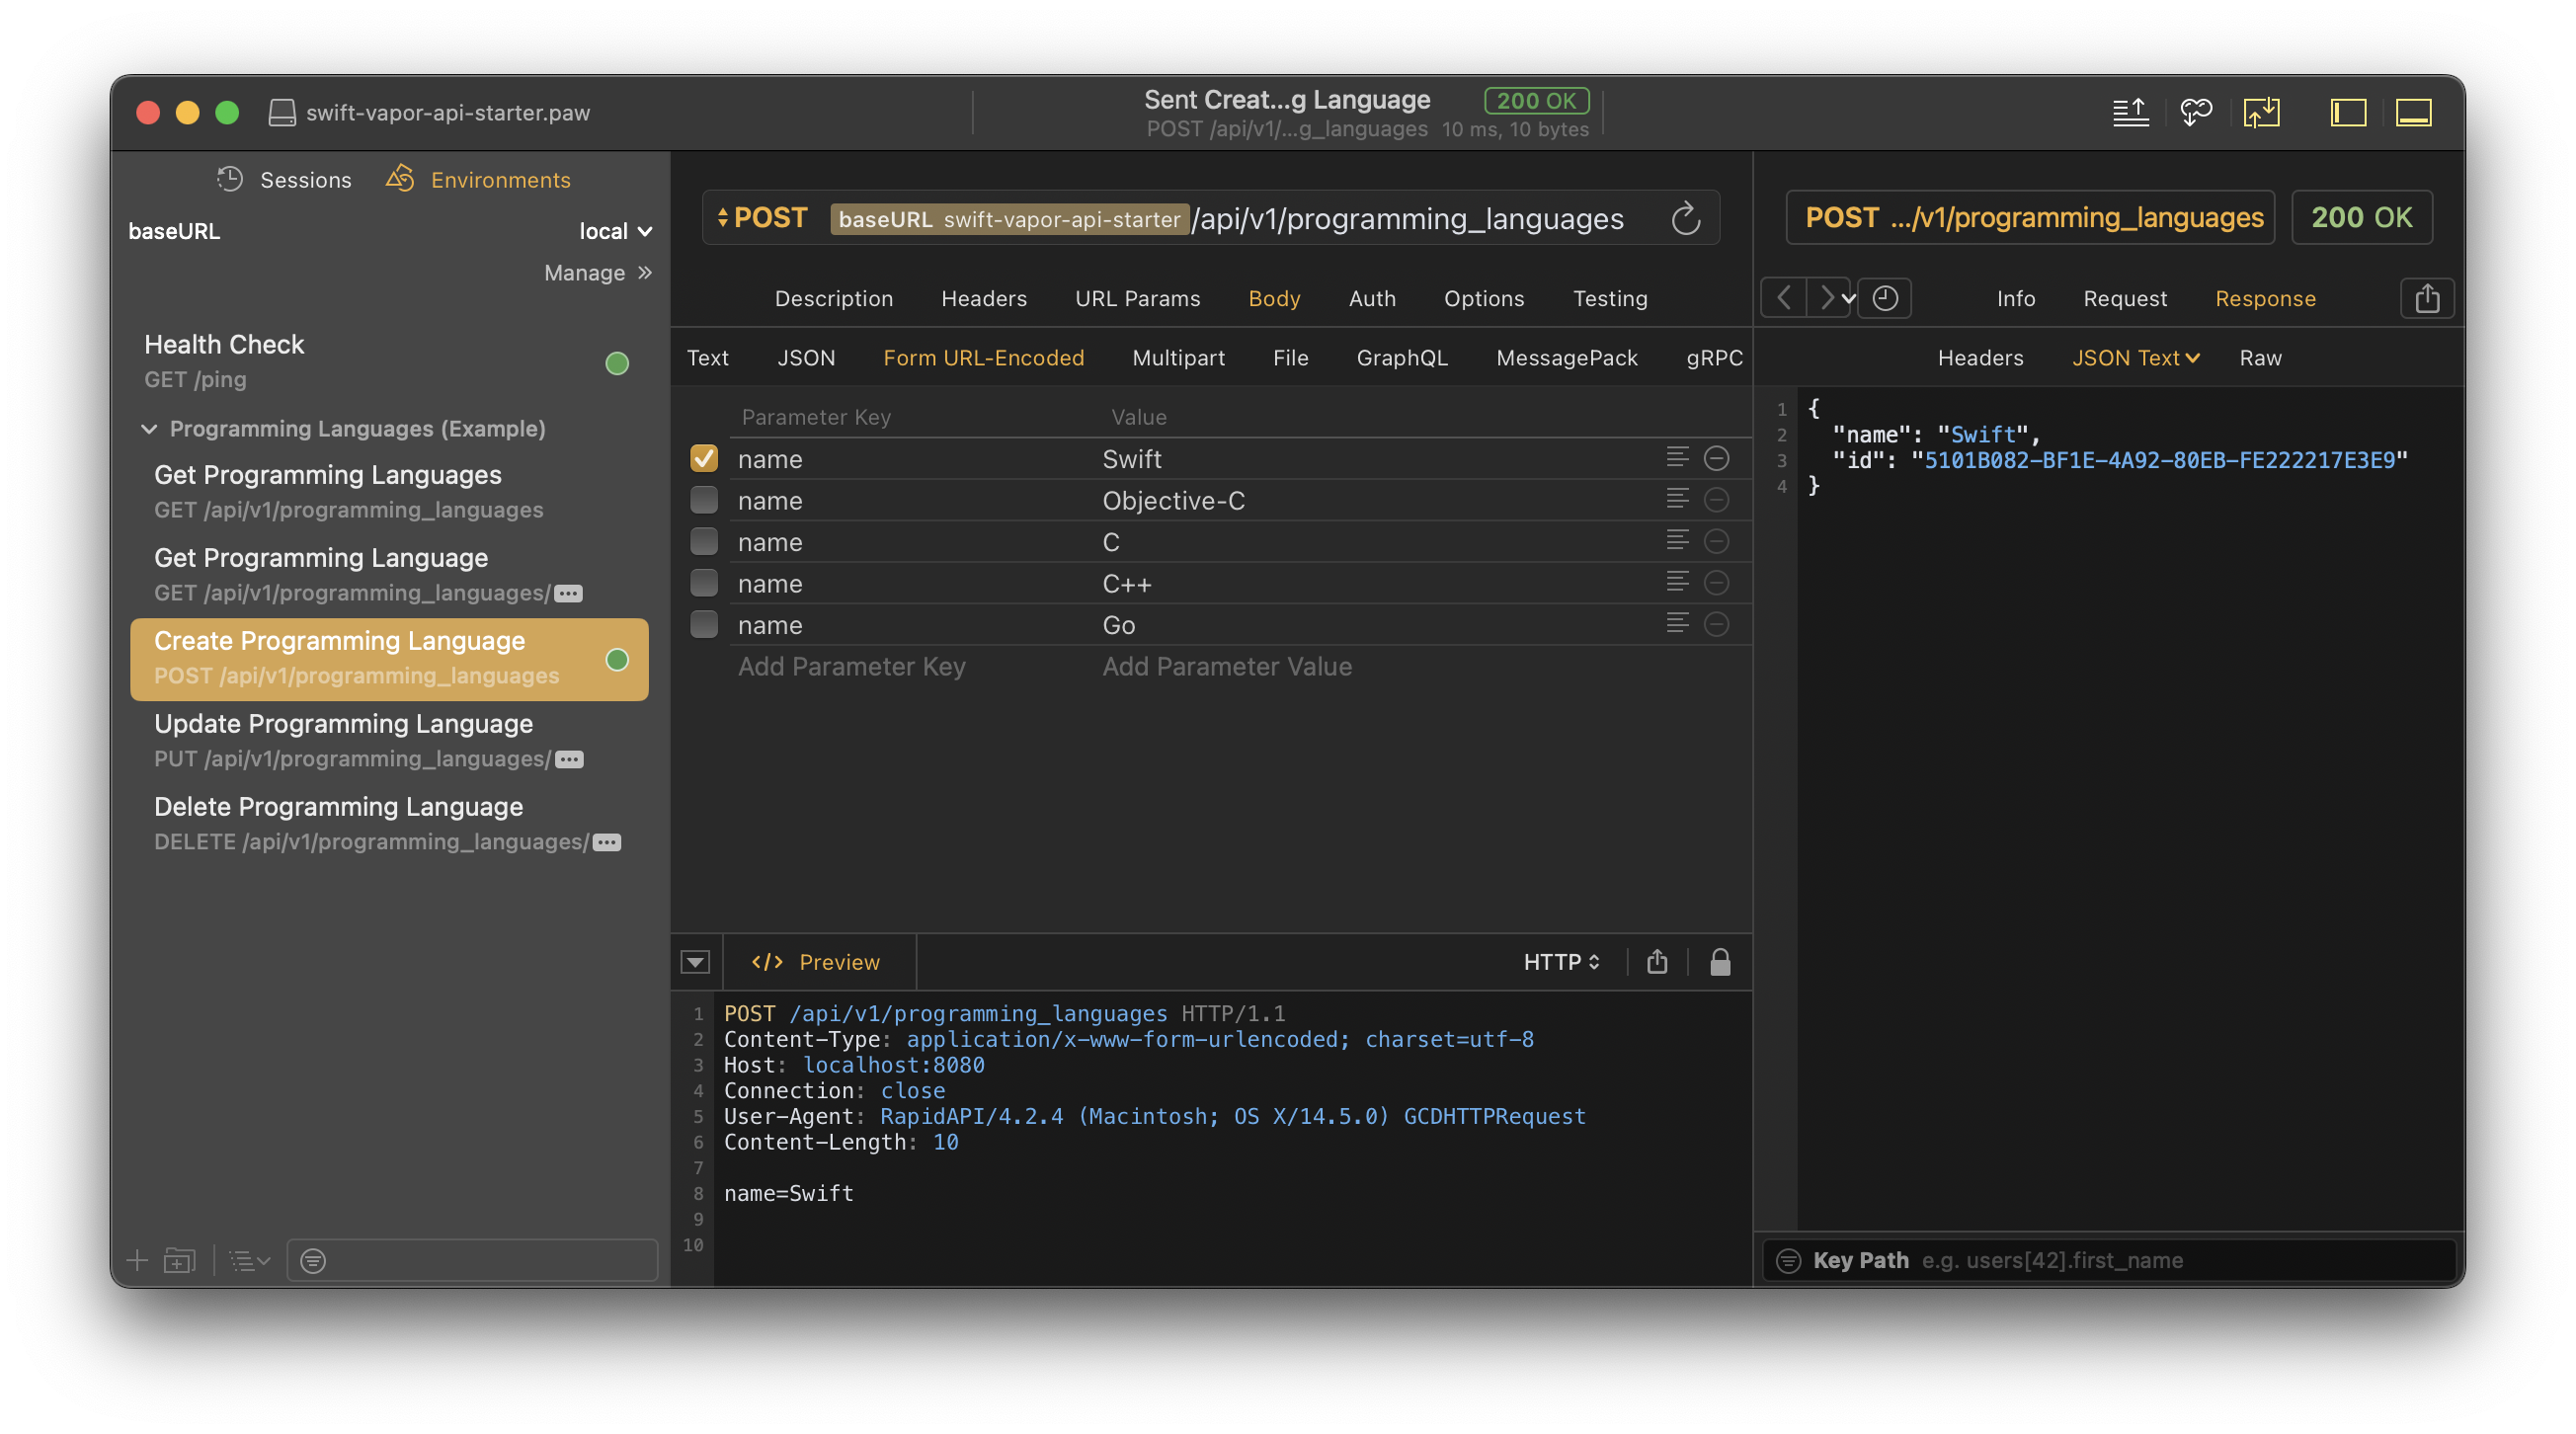 swift-vapor-api-starter.paw
Sent Creat...g Language 200 OK
POST /api/v1/...g_languages 10 ms, 10 bytes
Sessions Environments
baseURL local
Manage »
Health Check
GET /ping
Programming Languages (Example)
Get Programming Languages
GET /api/v1/programming_languages
Get Programming Language
GET /api/v1/programming_languages/•••
Create Programming Language
POST /api/v1/programming_languages
Update Programming Language
PUT /api/v1/programming_languages/•••
Delete Programming Language
DELETE /api/v1/programming_languages/•••
POST baseURL swift-vapor-api-starter/api/v1/programming_languages
Description Headers URL Params Body Auth Options Testing
Text JSON Form URL-Encoded Multipart File GraphQL MessagePack gRPC
Parameter Key Value
name Swift
name Objective-C
name C
name C++
name Go
Add Parameter Key Add Parameter Value
</> Preview HTTP
1 POST /api/v1/programming_languages HTTP/1.1
2 Content-Type: application/x-www-form-urlencoded; charset=utf-8
3 Host: localhost:8080
4 Connection: close
5 User-Agent: RapidAPI/4.2.4 (Macintosh; OS X/14.5.0) GCDHTTPRequest
6 Content-Length: 10
7
8 name=Swift
9
10
POST .../v1/programming_languages 200 OK
Info Request Response
Headers JSON Text Raw
1 {
2 "name": "Swift",
3 "id": "5101B082-BF1E-4A92-80EB-FE222217E3E9"
4 }
Key Path e.g. users[42].first_name